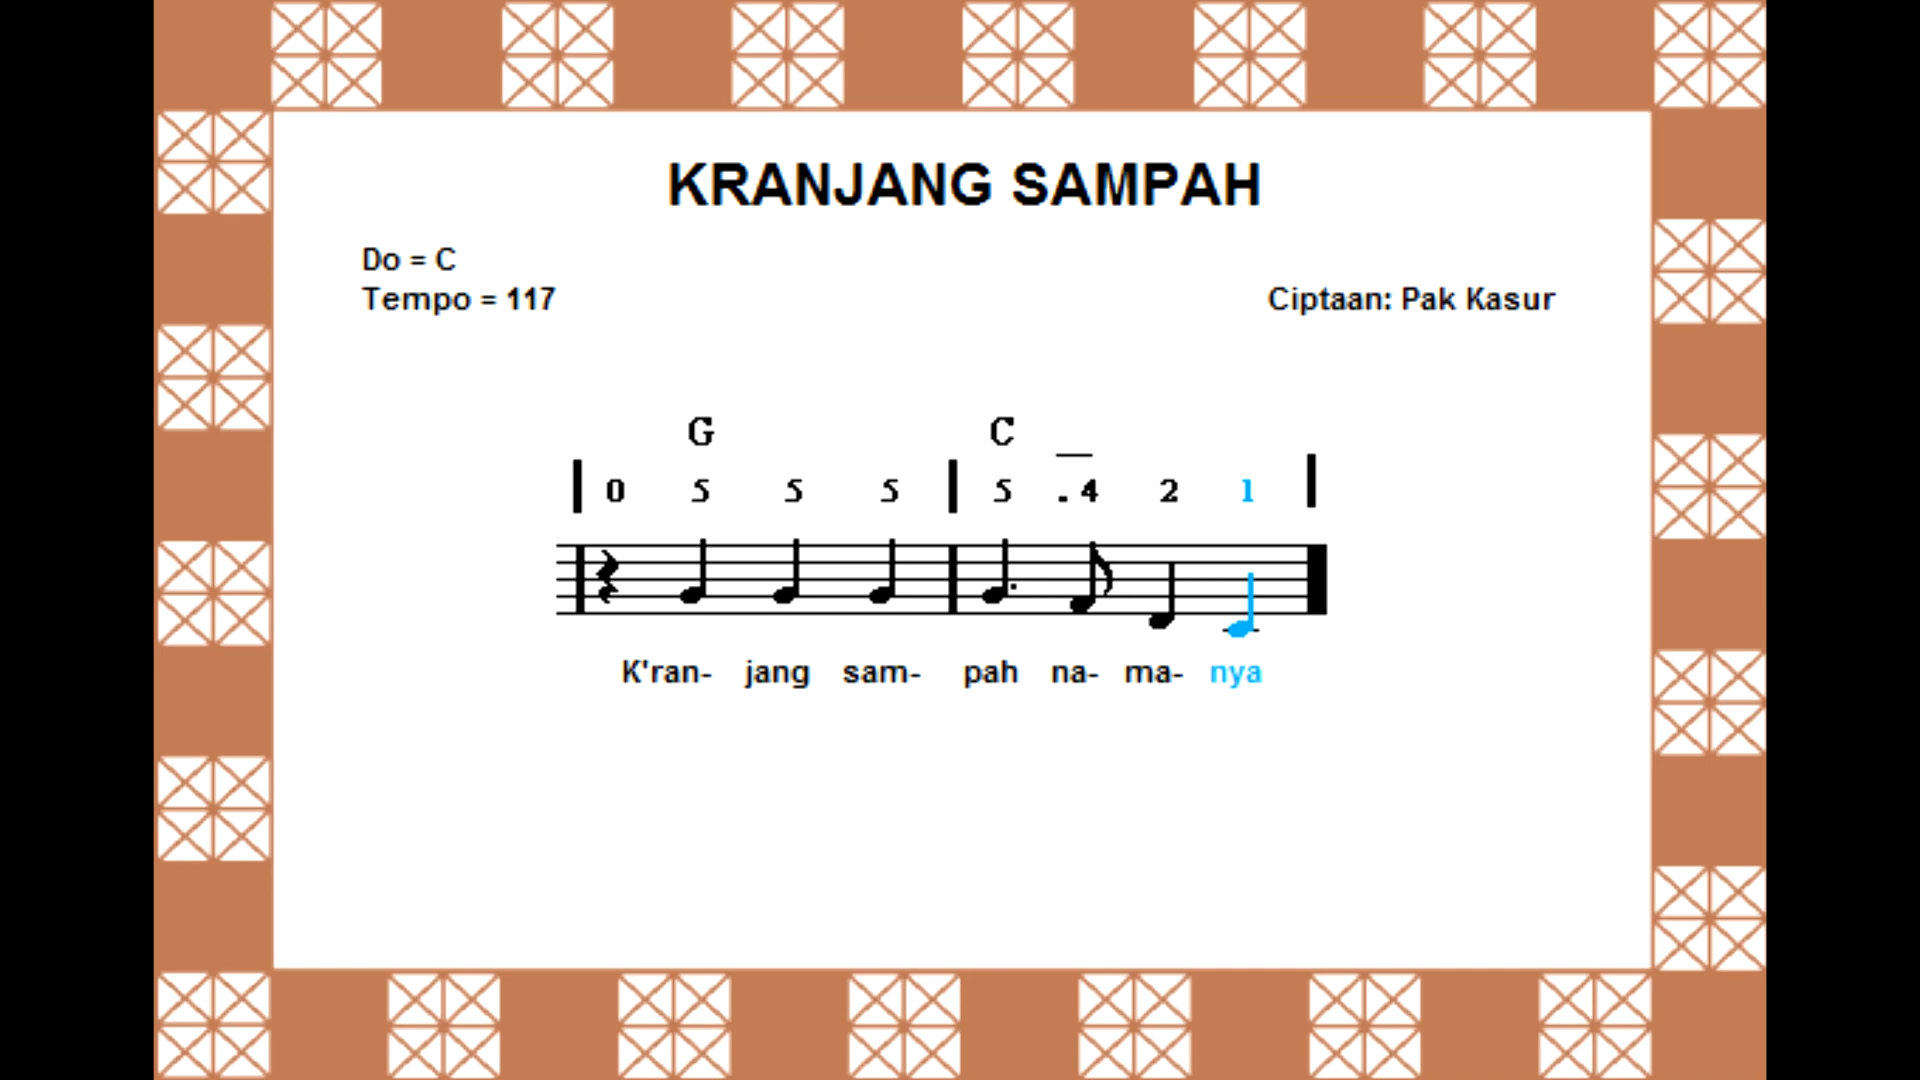 KRANJANG SAMPAH
Do = C
Tempo = 117
Ciptaan: Pak Kasur
G C
| 0 5 5 5 | 5 . 4 2 1 |
K'ran- jang sam- pah na- ma- nya